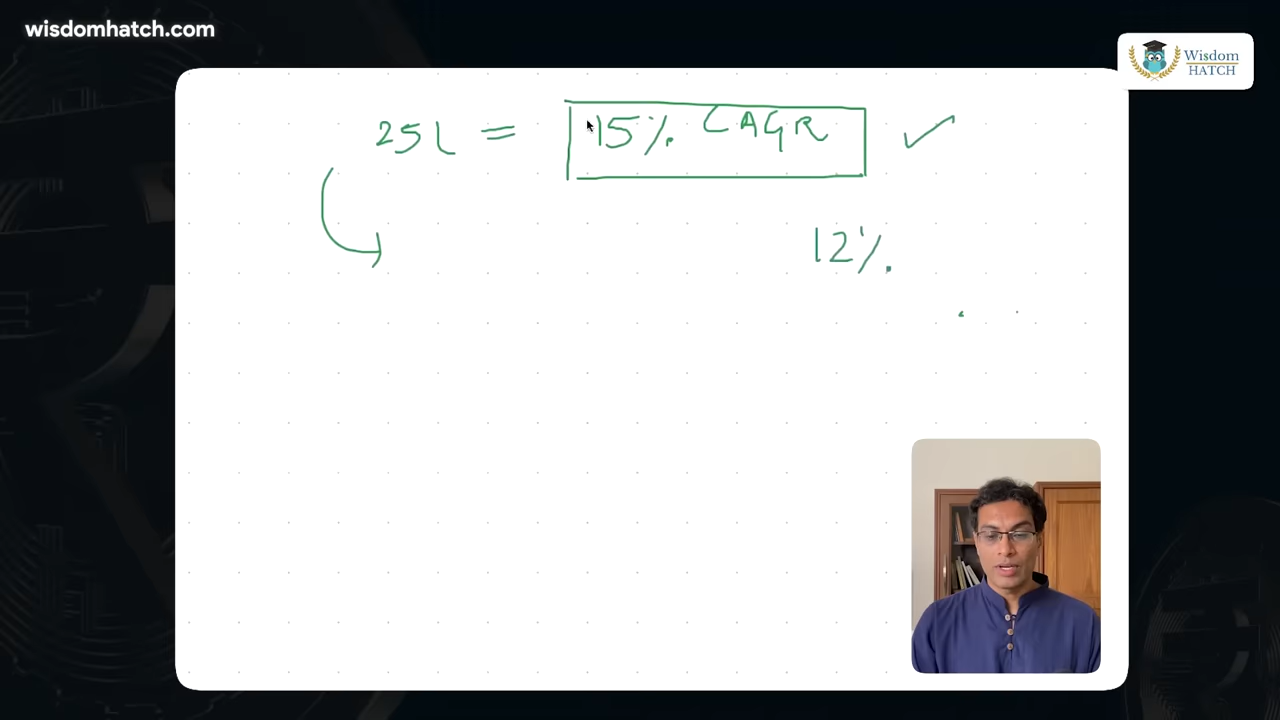 wisdomhatch.com
Wisdom
HATCH
25L = 15% CAGR ✓
12%.